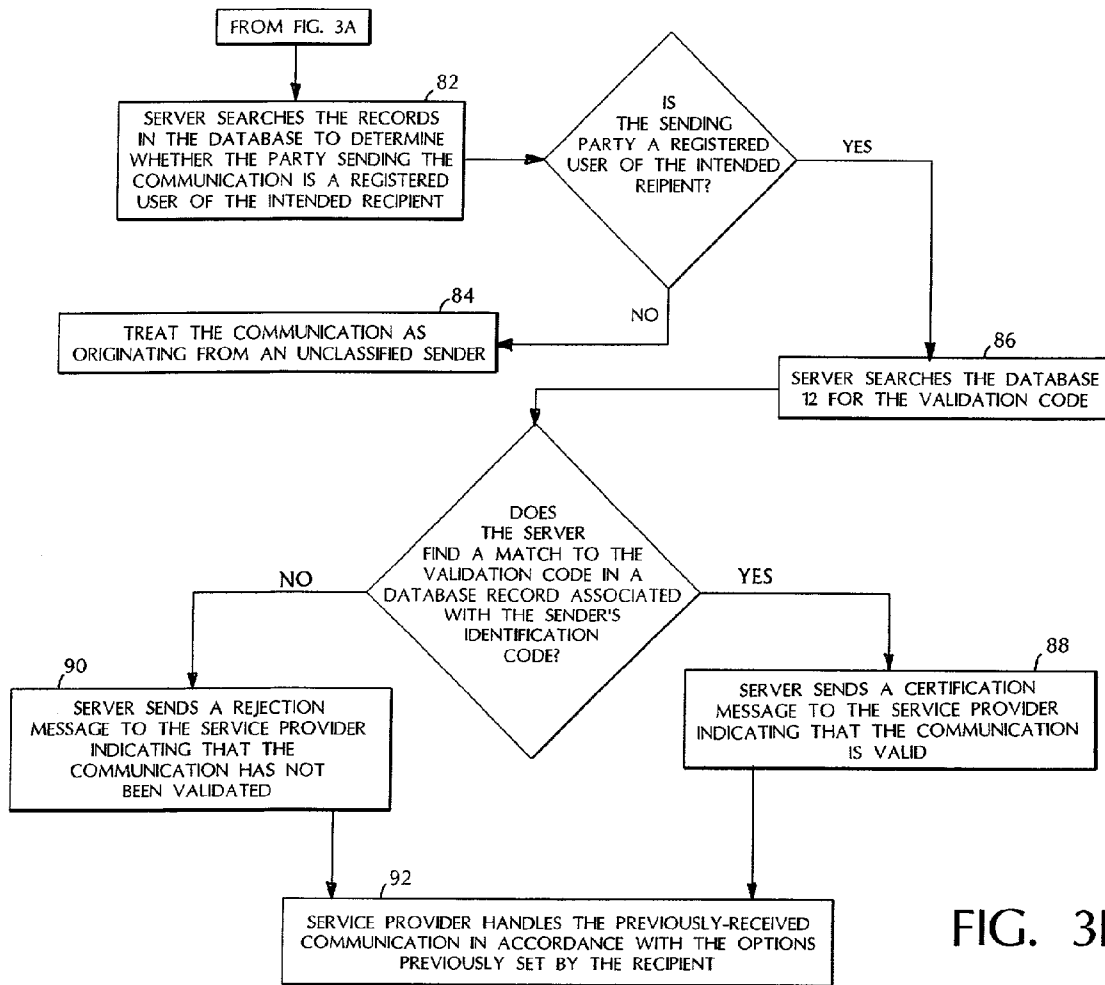 FROM FIG. 3A
82
SERVER SEARCHES THE RECORDS
IN THE DATABASE TO DETERMINE
WHETHER THE PARTY SENDING THE
COMMUNICATION IS A REGISTERED
USER OF THE INTENDED RECIPIENT
IS
THE SENDING
PARTY A REGISTERED
USER OF THE INTENDED
REIPIENT?
YES
NO
84
TREAT THE COMMUNICATION AS
ORIGINATING FROM AN UNCLASSIFIED SENDER
86
SERVER SEARCHES THE DATABASE
12 FOR THE VALIDATION CODE
DOES
THE SERVER
FIND A MATCH TO THE
VALIDATION CODE IN A
DATABASE RECORD ASSOCIATED
WITH THE SENDER'S
IDENTIFICATION
CODE?
NO
YES
90
SERVER SENDS A REJECTION
MESSAGE TO THE SERVICE PROVIDER
INDICATING THAT THE
COMMUNICATION HAS NOT
BEEN VALIDATED
88
SERVER SENDS A CERTIFICATION
MESSAGE TO THE SERVICE PROVIDER
INDICATING THAT THE COMMUNICATION
IS VALID
92
SERVICE PROVIDER HANDLES THE PREVIOUSLY-RECEIVED
COMMUNICATION IN ACCORDANCE WITH THE OPTIONS
PREVIOUSLY SET BY THE RECIPIENT
FIG.